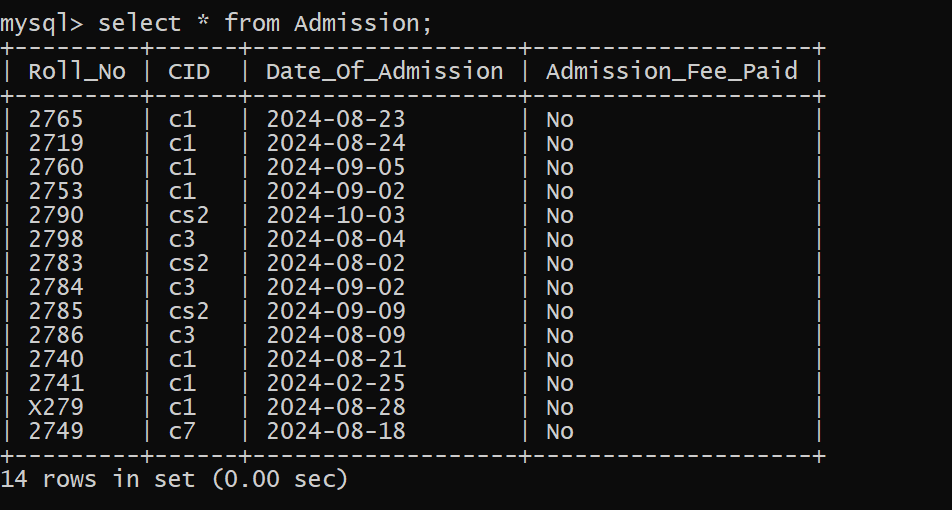 mysql> select * from Admission;
+---------+------+-------------------+--------------------+
| Roll_No | CID  | Date_Of_Admission | Admission_Fee_Paid |
+---------+------+-------------------+--------------------+
| 2765    | c1   | 2024-08-23        | No                 |
| 2719    | c1   | 2024-08-24        | No                 |
| 2760    | c1   | 2024-09-05        | No                 |
| 2753    | c1   | 2024-09-02        | No                 |
| 2790    | cs2  | 2024-10-03        | No                 |
| 2798    | c3   | 2024-08-04        | No                 |
| 2783    | cs2  | 2024-08-02        | No                 |
| 2784    | c3   | 2024-09-02        | No                 |
| 2785    | cs2  | 2024-09-09        | No                 |
| 2786    | c3   | 2024-08-09        | No                 |
| 2740    | c1   | 2024-08-21        | No                 |
| 2741    | c1   | 2024-02-25        | No                 |
| X279    | c1   | 2024-08-28        | No                 |
| 2749    | c7   | 2024-08-18        | No                 |
+---------+------+-------------------+--------------------+
14 rows in set (0.00 sec)